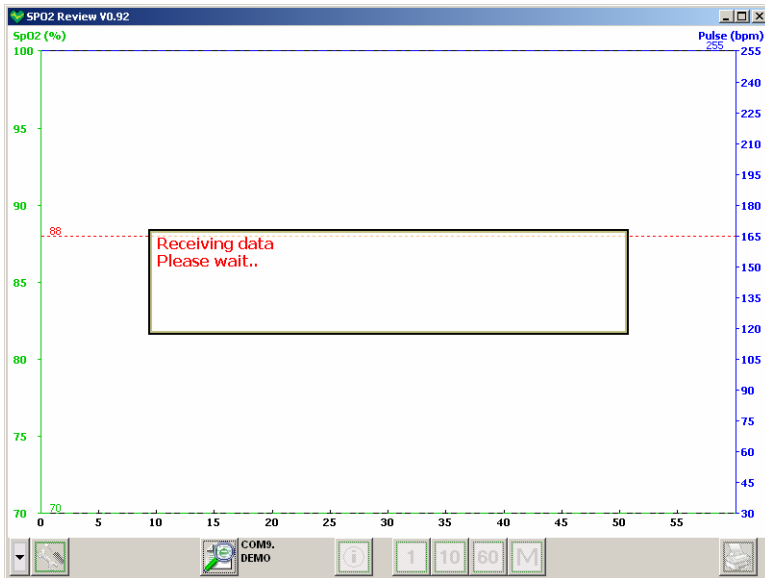 SPO2 Review V0.92
SpO2 (%)
Pulse (bpm)
100
255
255
240
95
225
210
195
90
180
88
165
Receiving data
Please wait..
150
85
135
120
80
105
90
75
75
60
45
70
70
30
0 5 10 15 20 25 30 35 40 45 50 55
COM9.
DEMO
i
1 10 60 M